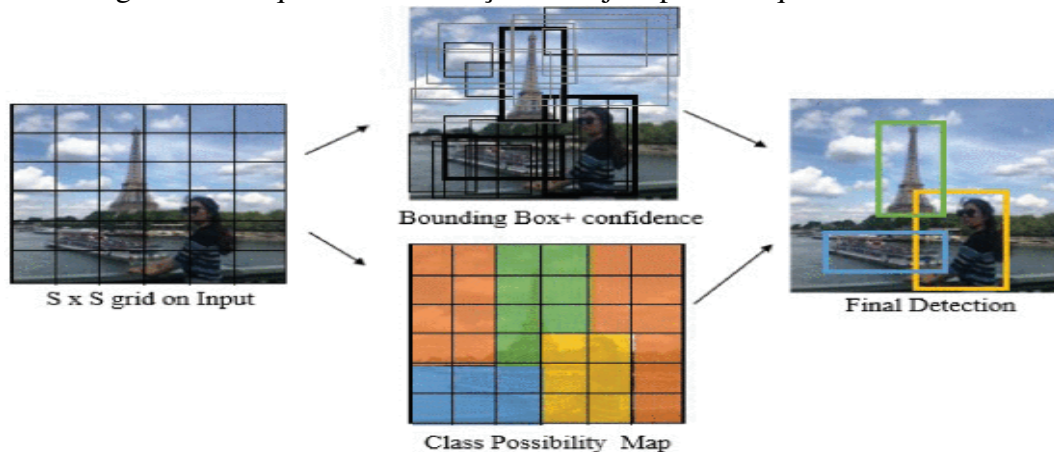 Bounding Box+ confidence
S x S grid on Input
Final Detection
Class Possibility Map